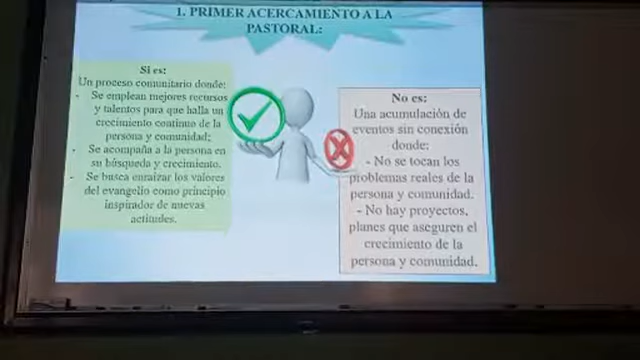 1. PRIMER ACERCAMIENTO A LA
PASTORAL:
Si es:
Un proceso comunitario donde:
- Se emplean mejores recursos
y talentos para que halla un
crecimiento continuo de la
persona y comunidad;
- Se acompaña a la persona en
su búsqueda y crecimiento.
- Se busca enraizar los valores
del evangelio como principio
inspirador de nuevas
actitudes.
No es:
Una acumulación de
eventos sin conexión
donde:
- No se tocan los
problemas reales de la
persona y comunidad.
- No hay proyectos,
planes que aseguren el
crecimiento de la
persona y comunidad.